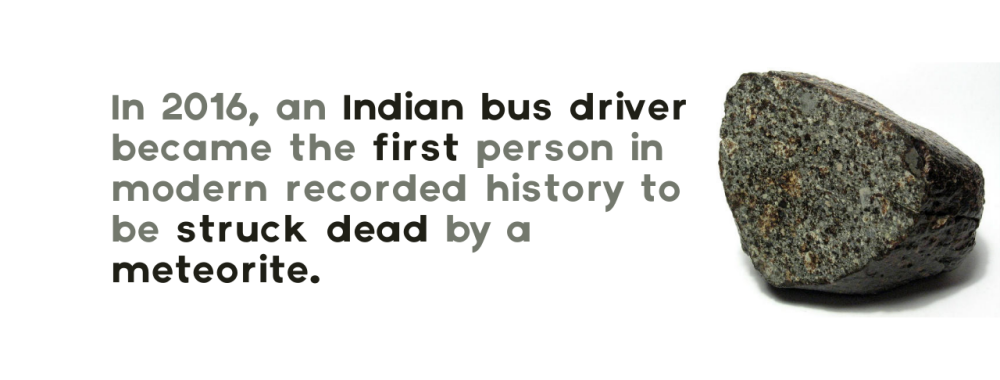 In 2016, an Indian bus driver
became the first person in
modern recorded history to
be struck dead by a
meteorite.